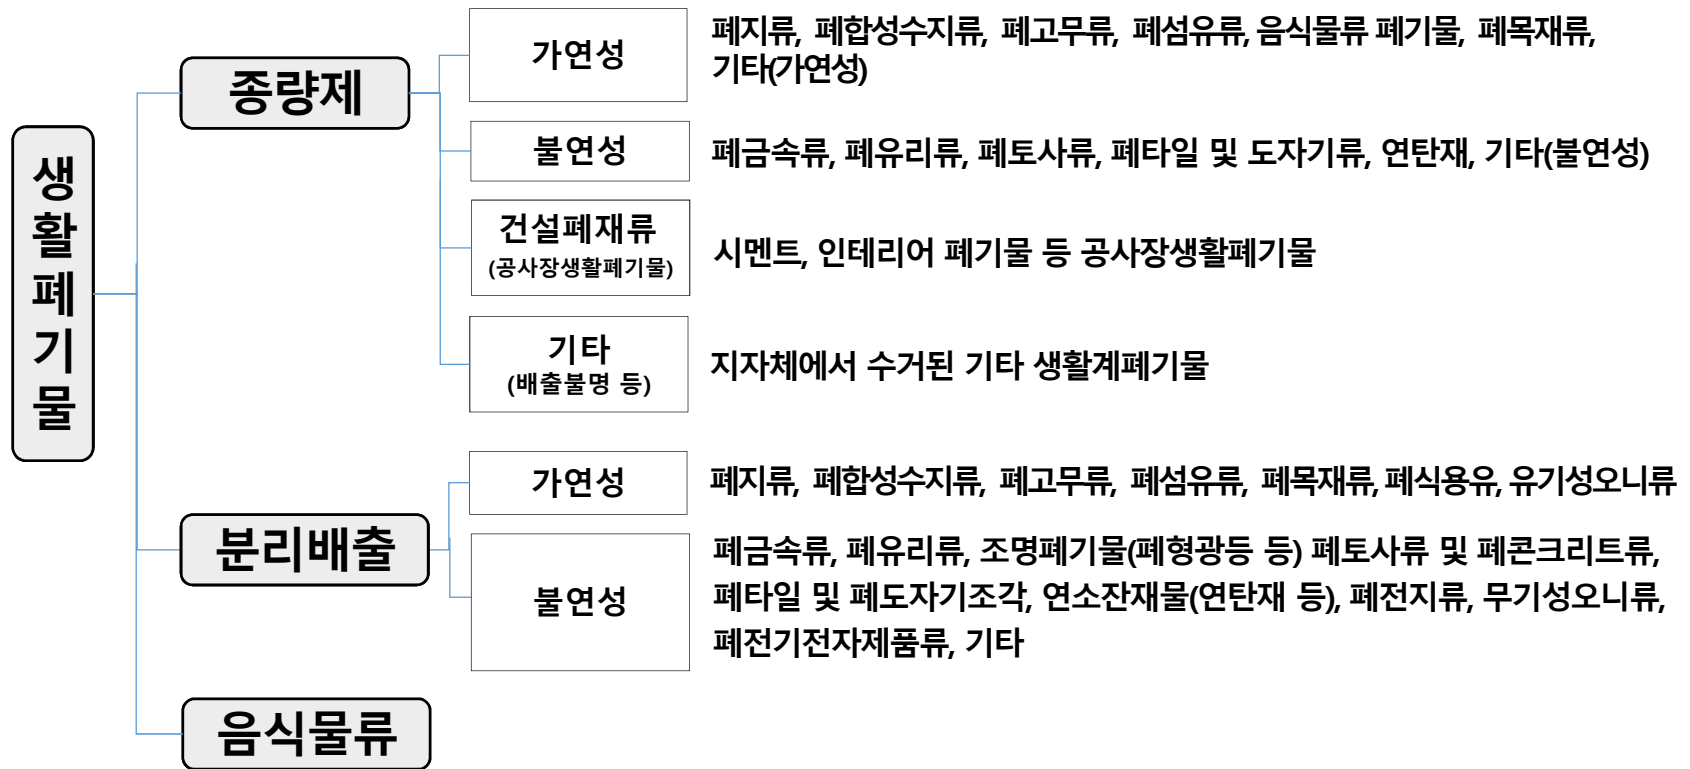 생활폐기물
종량제
가연성
폐지류, 폐합성수지류, 폐고무류, 폐섬유류, 음식물류 폐기물, 폐목재류,
기타(가연성)
불연성
폐금속류, 폐유리류, 폐토사류, 폐타일 및 도자기류, 연탄재, 기타(불연성)
건설폐재류
(공사장생활폐기물)
시멘트, 인테리어 폐기물 등 공사장생활폐기물
기타
(배출불명 등)
지자체에서 수거된 기타 생활계폐기물
분리배출
가연성
폐지류, 폐합성수지류, 폐고무류, 폐섬유류, 폐목재류, 폐식용유, 유기성오니류
불연성
폐금속류, 폐유리류, 조명폐기물(폐형광등 등) 폐토사류 및 폐콘크리트류,
폐타일 및 폐도자기조각, 연소잔재물(연탄재 등), 폐전지류, 무기성오니류,
폐전기전자제품류, 기타
음식물류